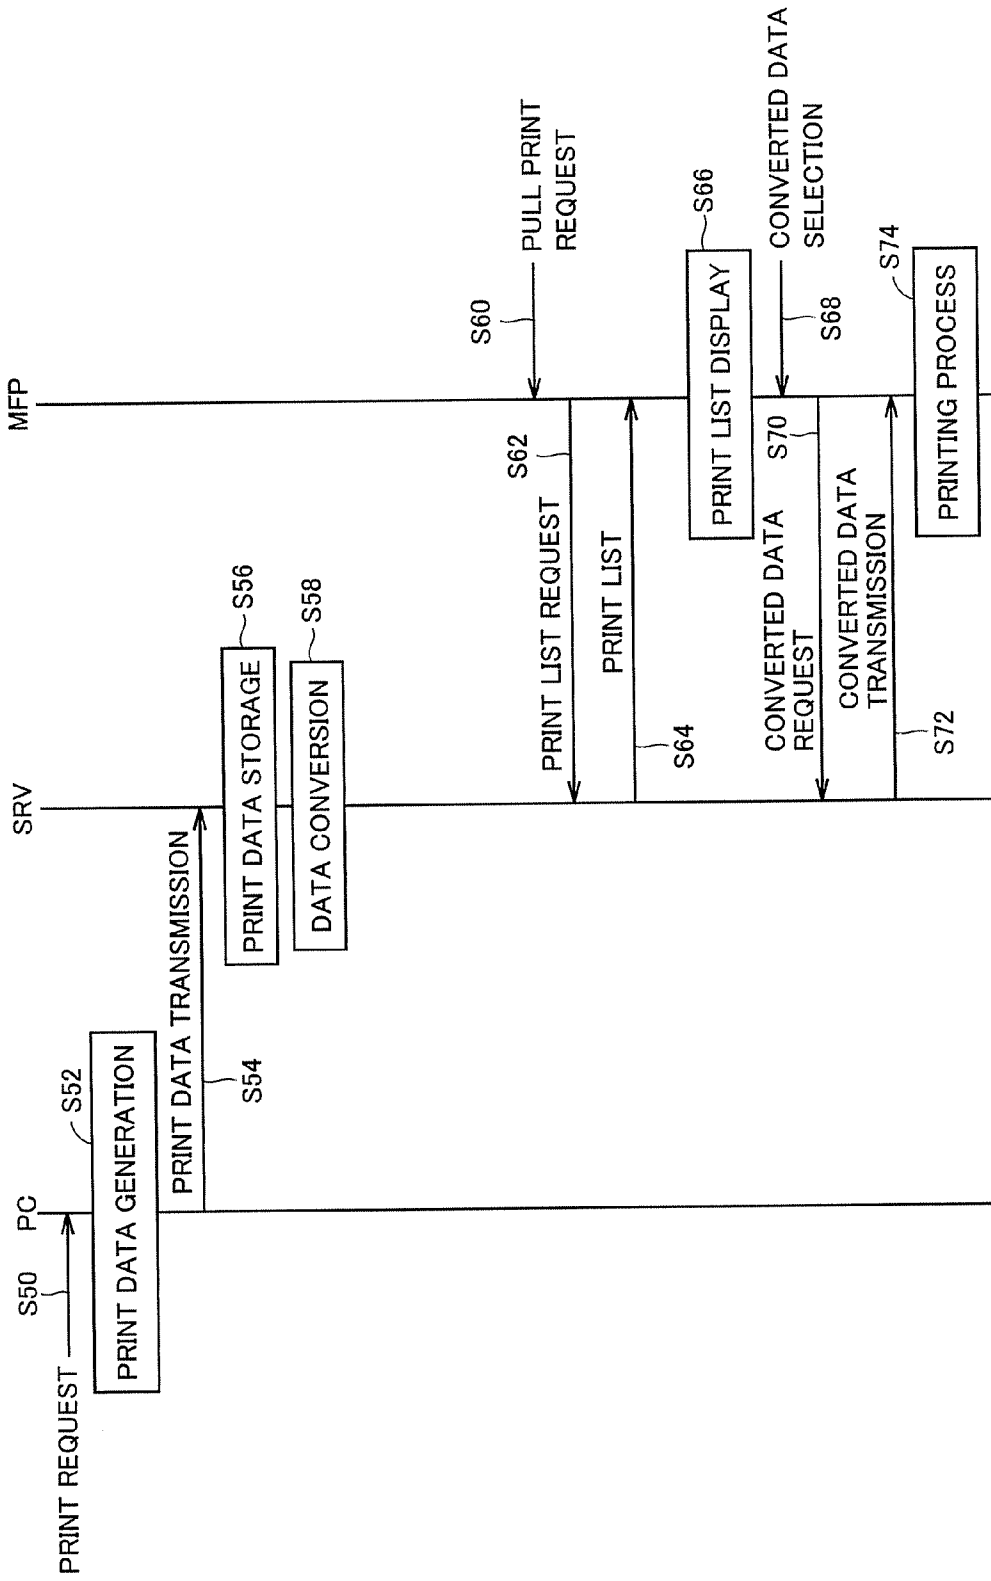 PC
SRV
MFP
PRINT REQUEST
S50
PRINT DATA GENERATION
S52
PRINT DATA TRANSMISSION
S54
PRINT DATA STORAGE
S56
DATA CONVERSION
S58
S60
PULL PRINT
REQUEST
PRINT LIST REQUEST
S62
PRINT LIST
S64
PRINT LIST DISPLAY
S66
CONVERTED DATA
SELECTION
S68
CONVERTED DATA
REQUEST
S70
CONVERTED DATA
TRANSMISSION
S72
PRINTING PROCESS
S74